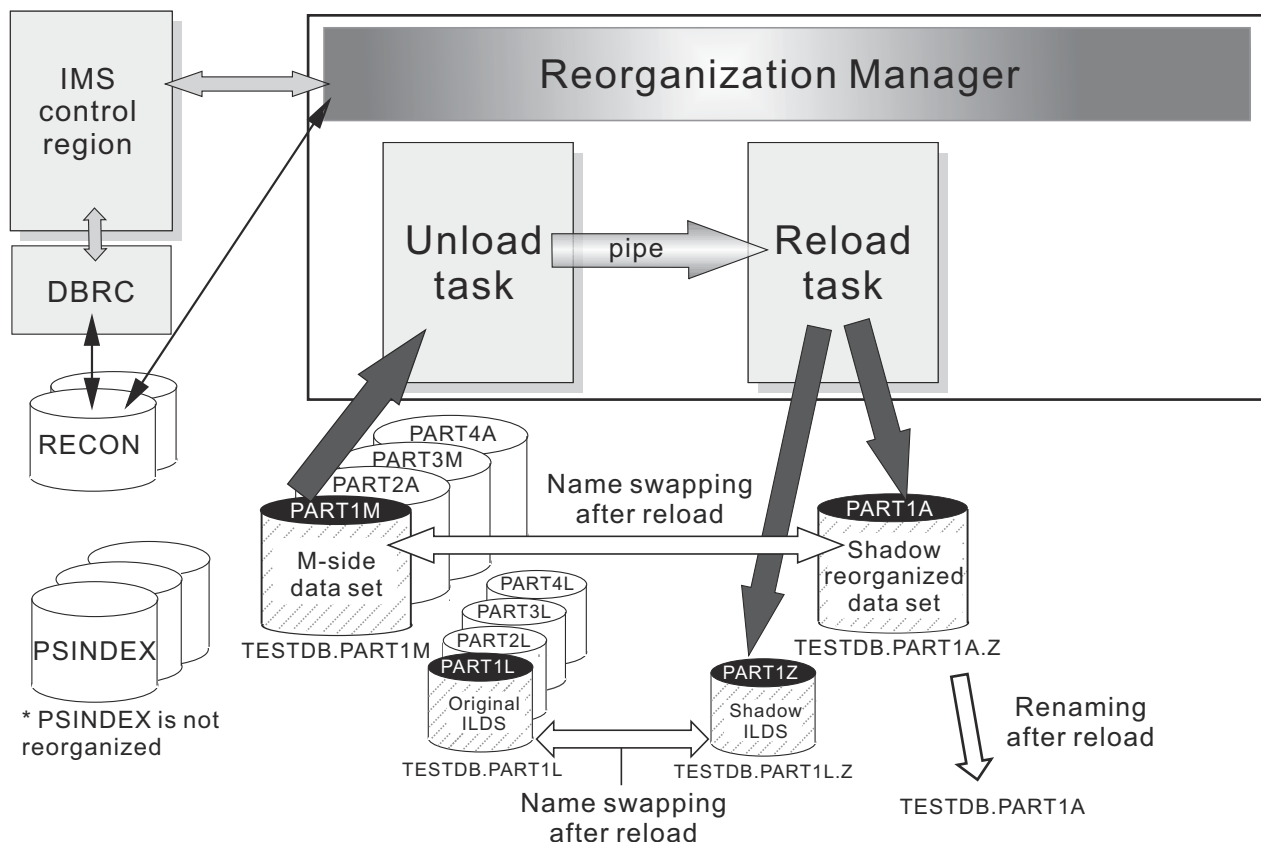 IMS
control
region
Reorganization Manager
Unload
task
pipe
Reload
task
DBRC
RECON
PART4A
PART3M
PART2A
PART1M
M-side
data set
TESTDB.PART1M
Name swapping
after reload
PART1A
Shadow
reorganized
data set
TESTDB.PART1A.Z
PSINDEX
* PSINDEX is not
reorganized
PART4L
PART3L
PART2L
PART1L
Original
ILDS
TESTDB.PART1L
PART1Z
Shadow
ILDS
TESTDB.PART1L.Z
Name swapping
after reload
Renaming
after reload
TESTDB.PART1A